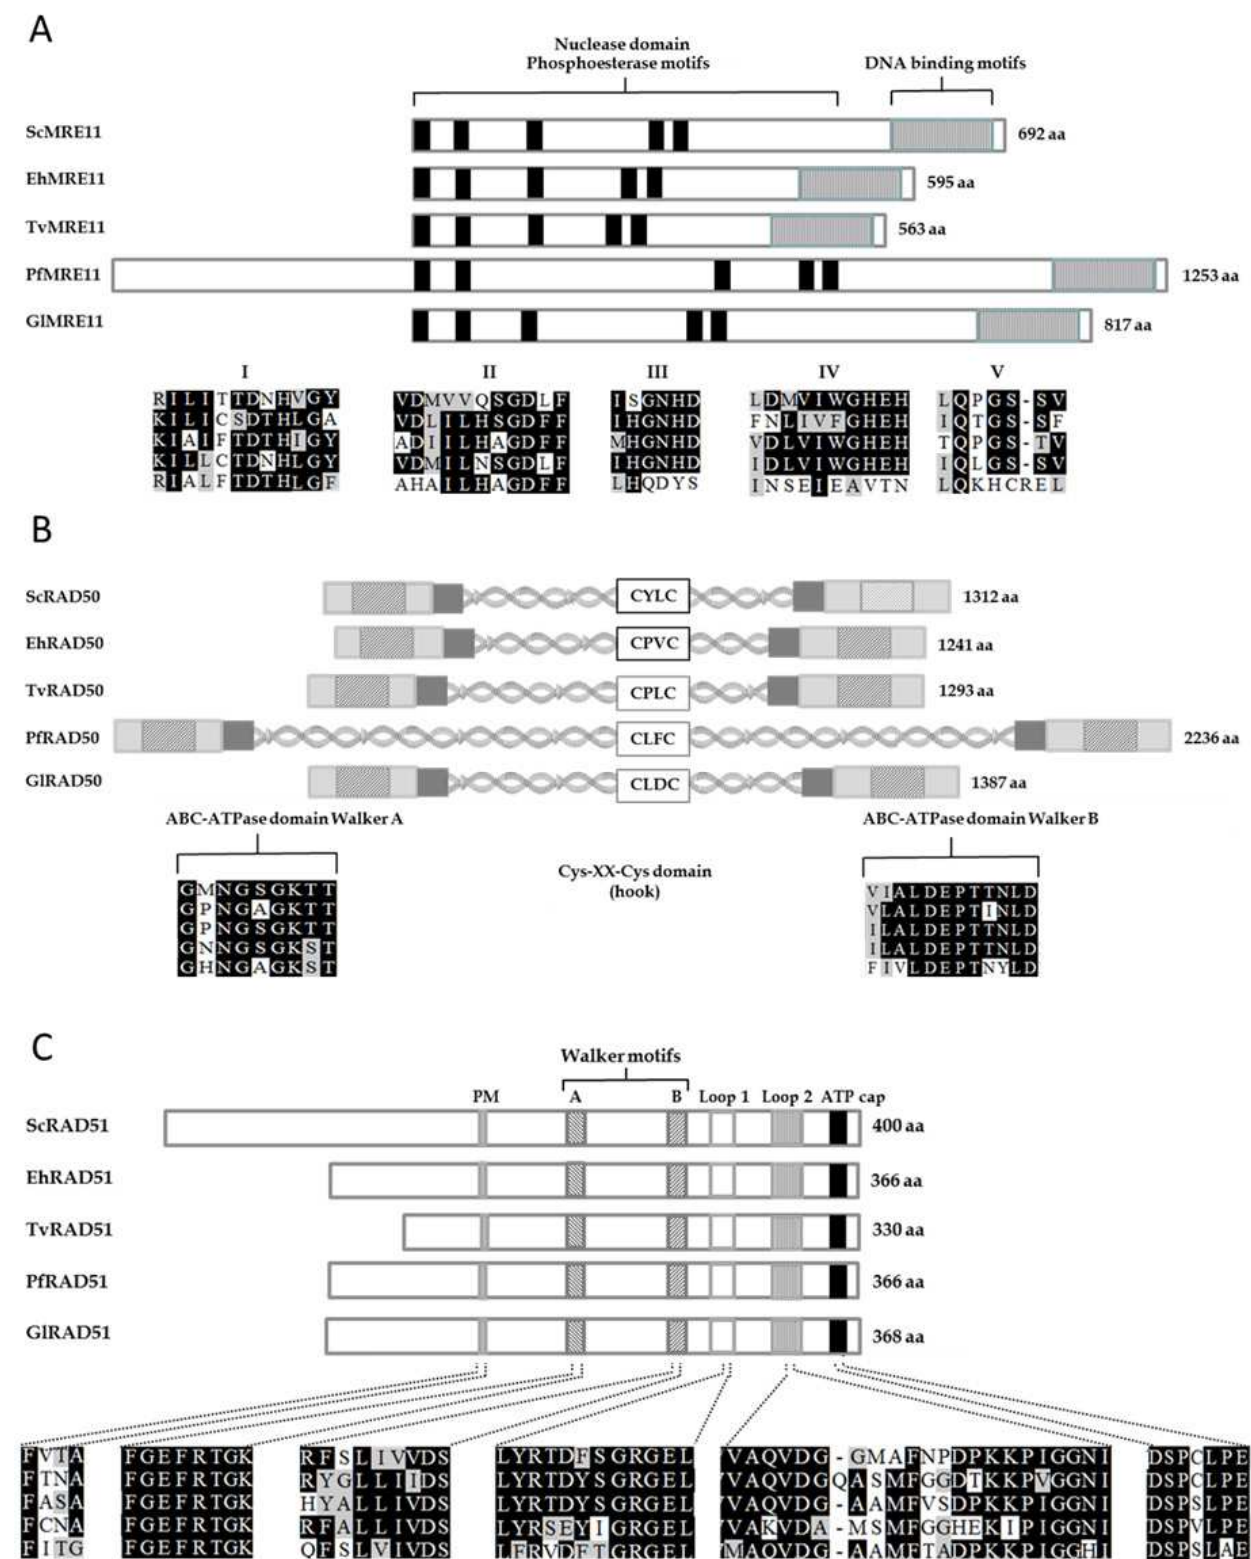 A
Nuclease domain
Phosphoesterase motifs
DNA binding motifs
ScMRE11
692 aa
EhMRE11
595 aa
TvMRE11
563 aa
PfMRE11
1253 aa
GlMRE11
817 aa
I II III IV V
RILITTDNHVGY VDMVVQSGDLF ISGNHD LDMVIWGHEH LQPGS-SV
KILICSDTHLGA VDLILHSGDFF IHGNHD FNLIVFGHEH IQTGS-SF
KIAIFTDTHIGY ADIILHAGDFF MHGNHD VDLVIWGHEH TQPGS-TV
KILLCTDNHLGY VDMILNSGDLF IHGNHD IDLVIWGHEH IQLGS-SV
RIALFTDTHLGF AHAILHAGDFF LHQDYS INSEIEAVTN LQKHCREL
B
ScRAD50
CYLC
1312 aa
EhRAD50
CPVC
1241 aa
TvRAD50
CPLC
1293 aa
PfRAD50
CLFC
2236 aa
GlRAD50
CLDC
1387 aa
ABC-ATPase domain Walker A
ABC-ATPase domain Walker B
Cys-XX-Cys domain
(hook)
GMNGSGKTT VIALDEPTTNLD
GPNGAGKTT VLALDEPTINLD
GPNGSGKTT ILALDEPTTNLD
GNNGSGKST ILALDEPTTNLD
GHNGAGKST FIVLDEPTNYLD
C
Walker motifs
PM A B Loop 1 Loop 2 ATP cap
ScRAD51
400 aa
EhRAD51
366 aa
TvRAD51
330 aa
PfRAD51
366 aa
GlRAD51
368 aa
FVTA FGEFRTGK RFSLIVVDS LYRTDFSGRGEL VAQVDG-GMAFNPDPKKPIGGNI DSPCLPE
FTNA FGEFRTGK RYGLLIIDS LYRTDYSGRGEL VAQVDGQASMFGGDTKKPVGGNI DSPCLPE
FASA FGEFRTGK HYALLIVDS LYRTDYSGRGEL VAQVDG-AAMFVSDPKKPIGGNI DSPSLPE
FCNA FGEFRTGK RFALLIVDS LYRSEYIGRGEL VAKVDA-MSMFGGHEKIPIGGNI DSPVLPE
FITG FGEFRTGK QFSLVIVDS LFRVDFTGRGEL MAQVDG-AAMFTADPKKPIGGHI DSPSLAE